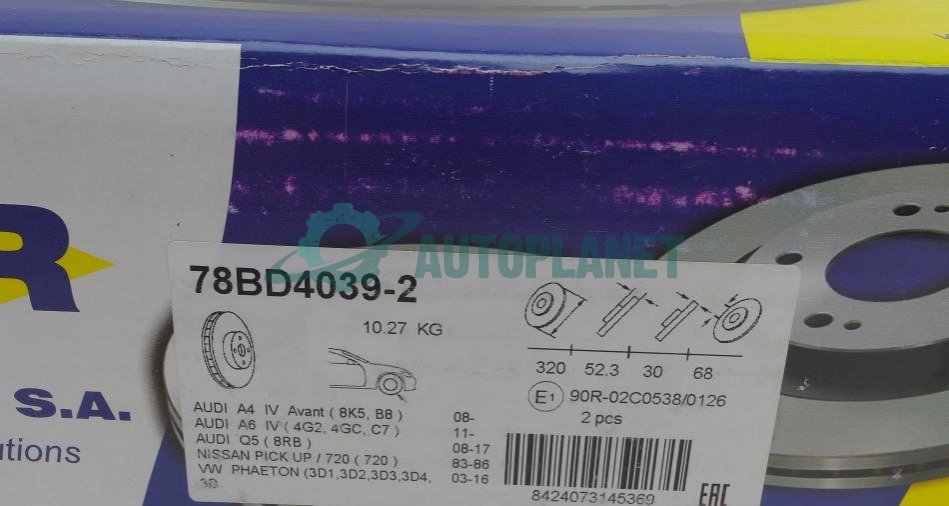 AUTOPLANET
R
S.A.
utions
78BD4039-2
10.27 KG
320 52.3 30 68
E1 90R-02C0538/0126
2 pcs
AUDI A4 IV Avant ( 8K5, B8 ) 08-
AUDI A6 IV ( 4G2, 4GC, C7 ) 11-
AUDI Q5 ( 8RB ) 08-17
NISSAN PICK UP / 720 ( 720 ) 83-86
VW PHAETON (3D1,3D2,3D3,3D4, 03-16
3D
8424073145369
EAC